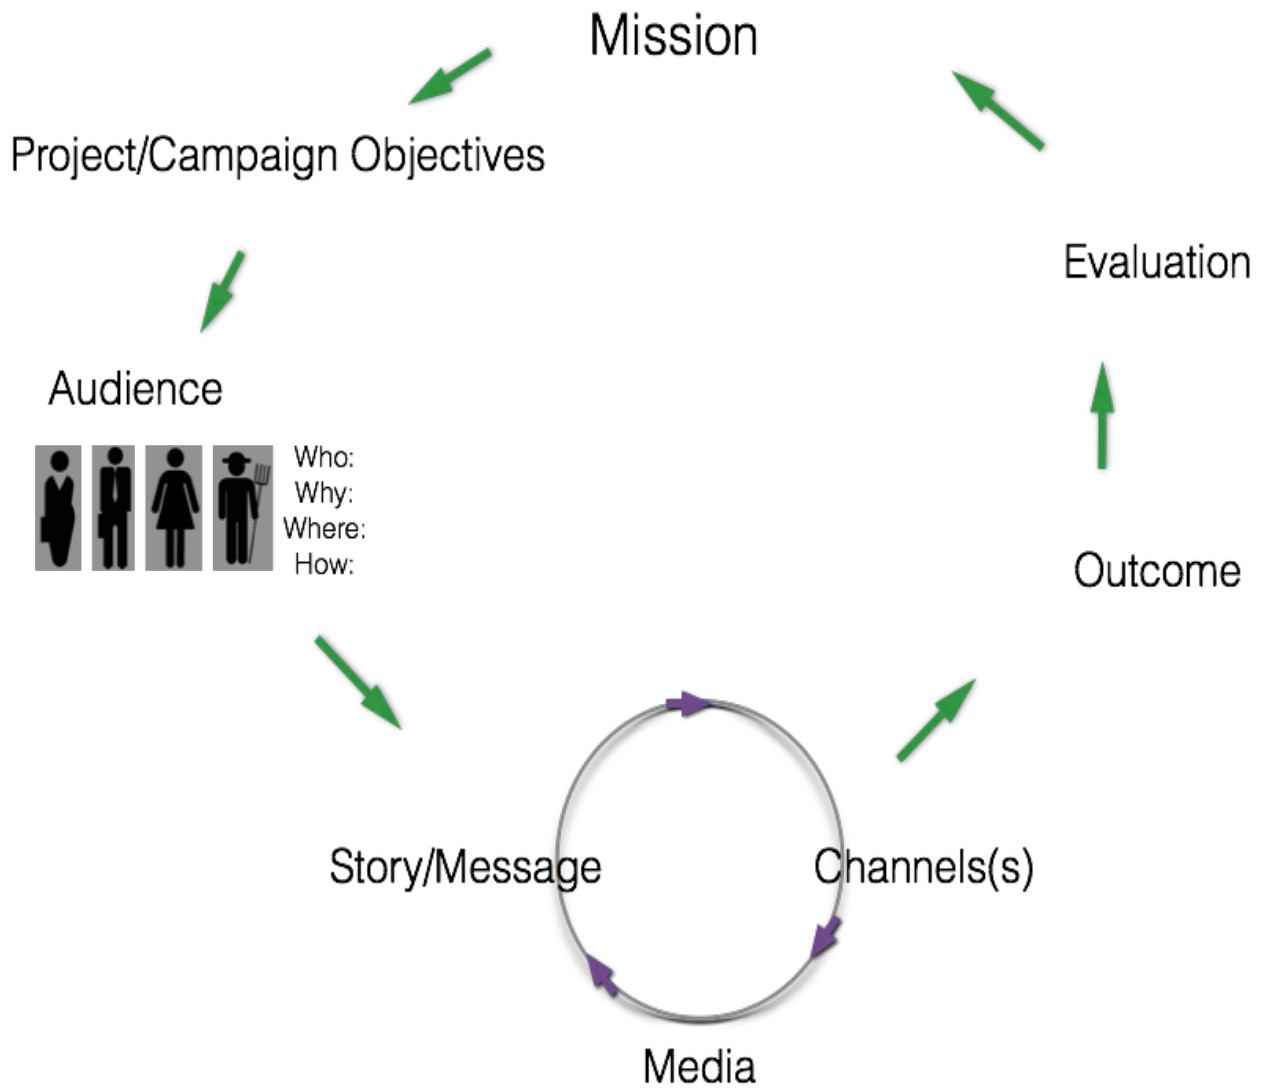 Mission
Project/Campaign Objectives
Evaluation
Audience
Who:
Why:
Where:
How:
Outcome
Story/Message
Channels(s)
Media